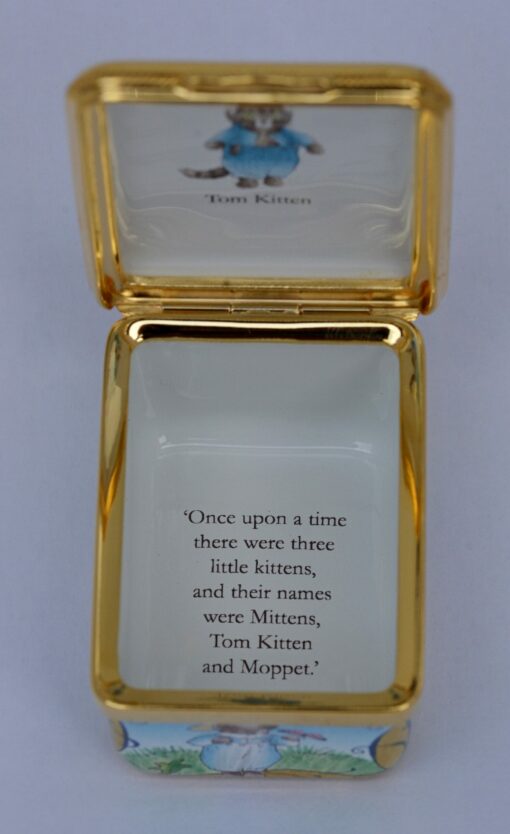 Tom Kitten
‘Once upon a time
there were three
little kittens,
and their names
were Mittens,
Tom Kitten
and Moppet.’